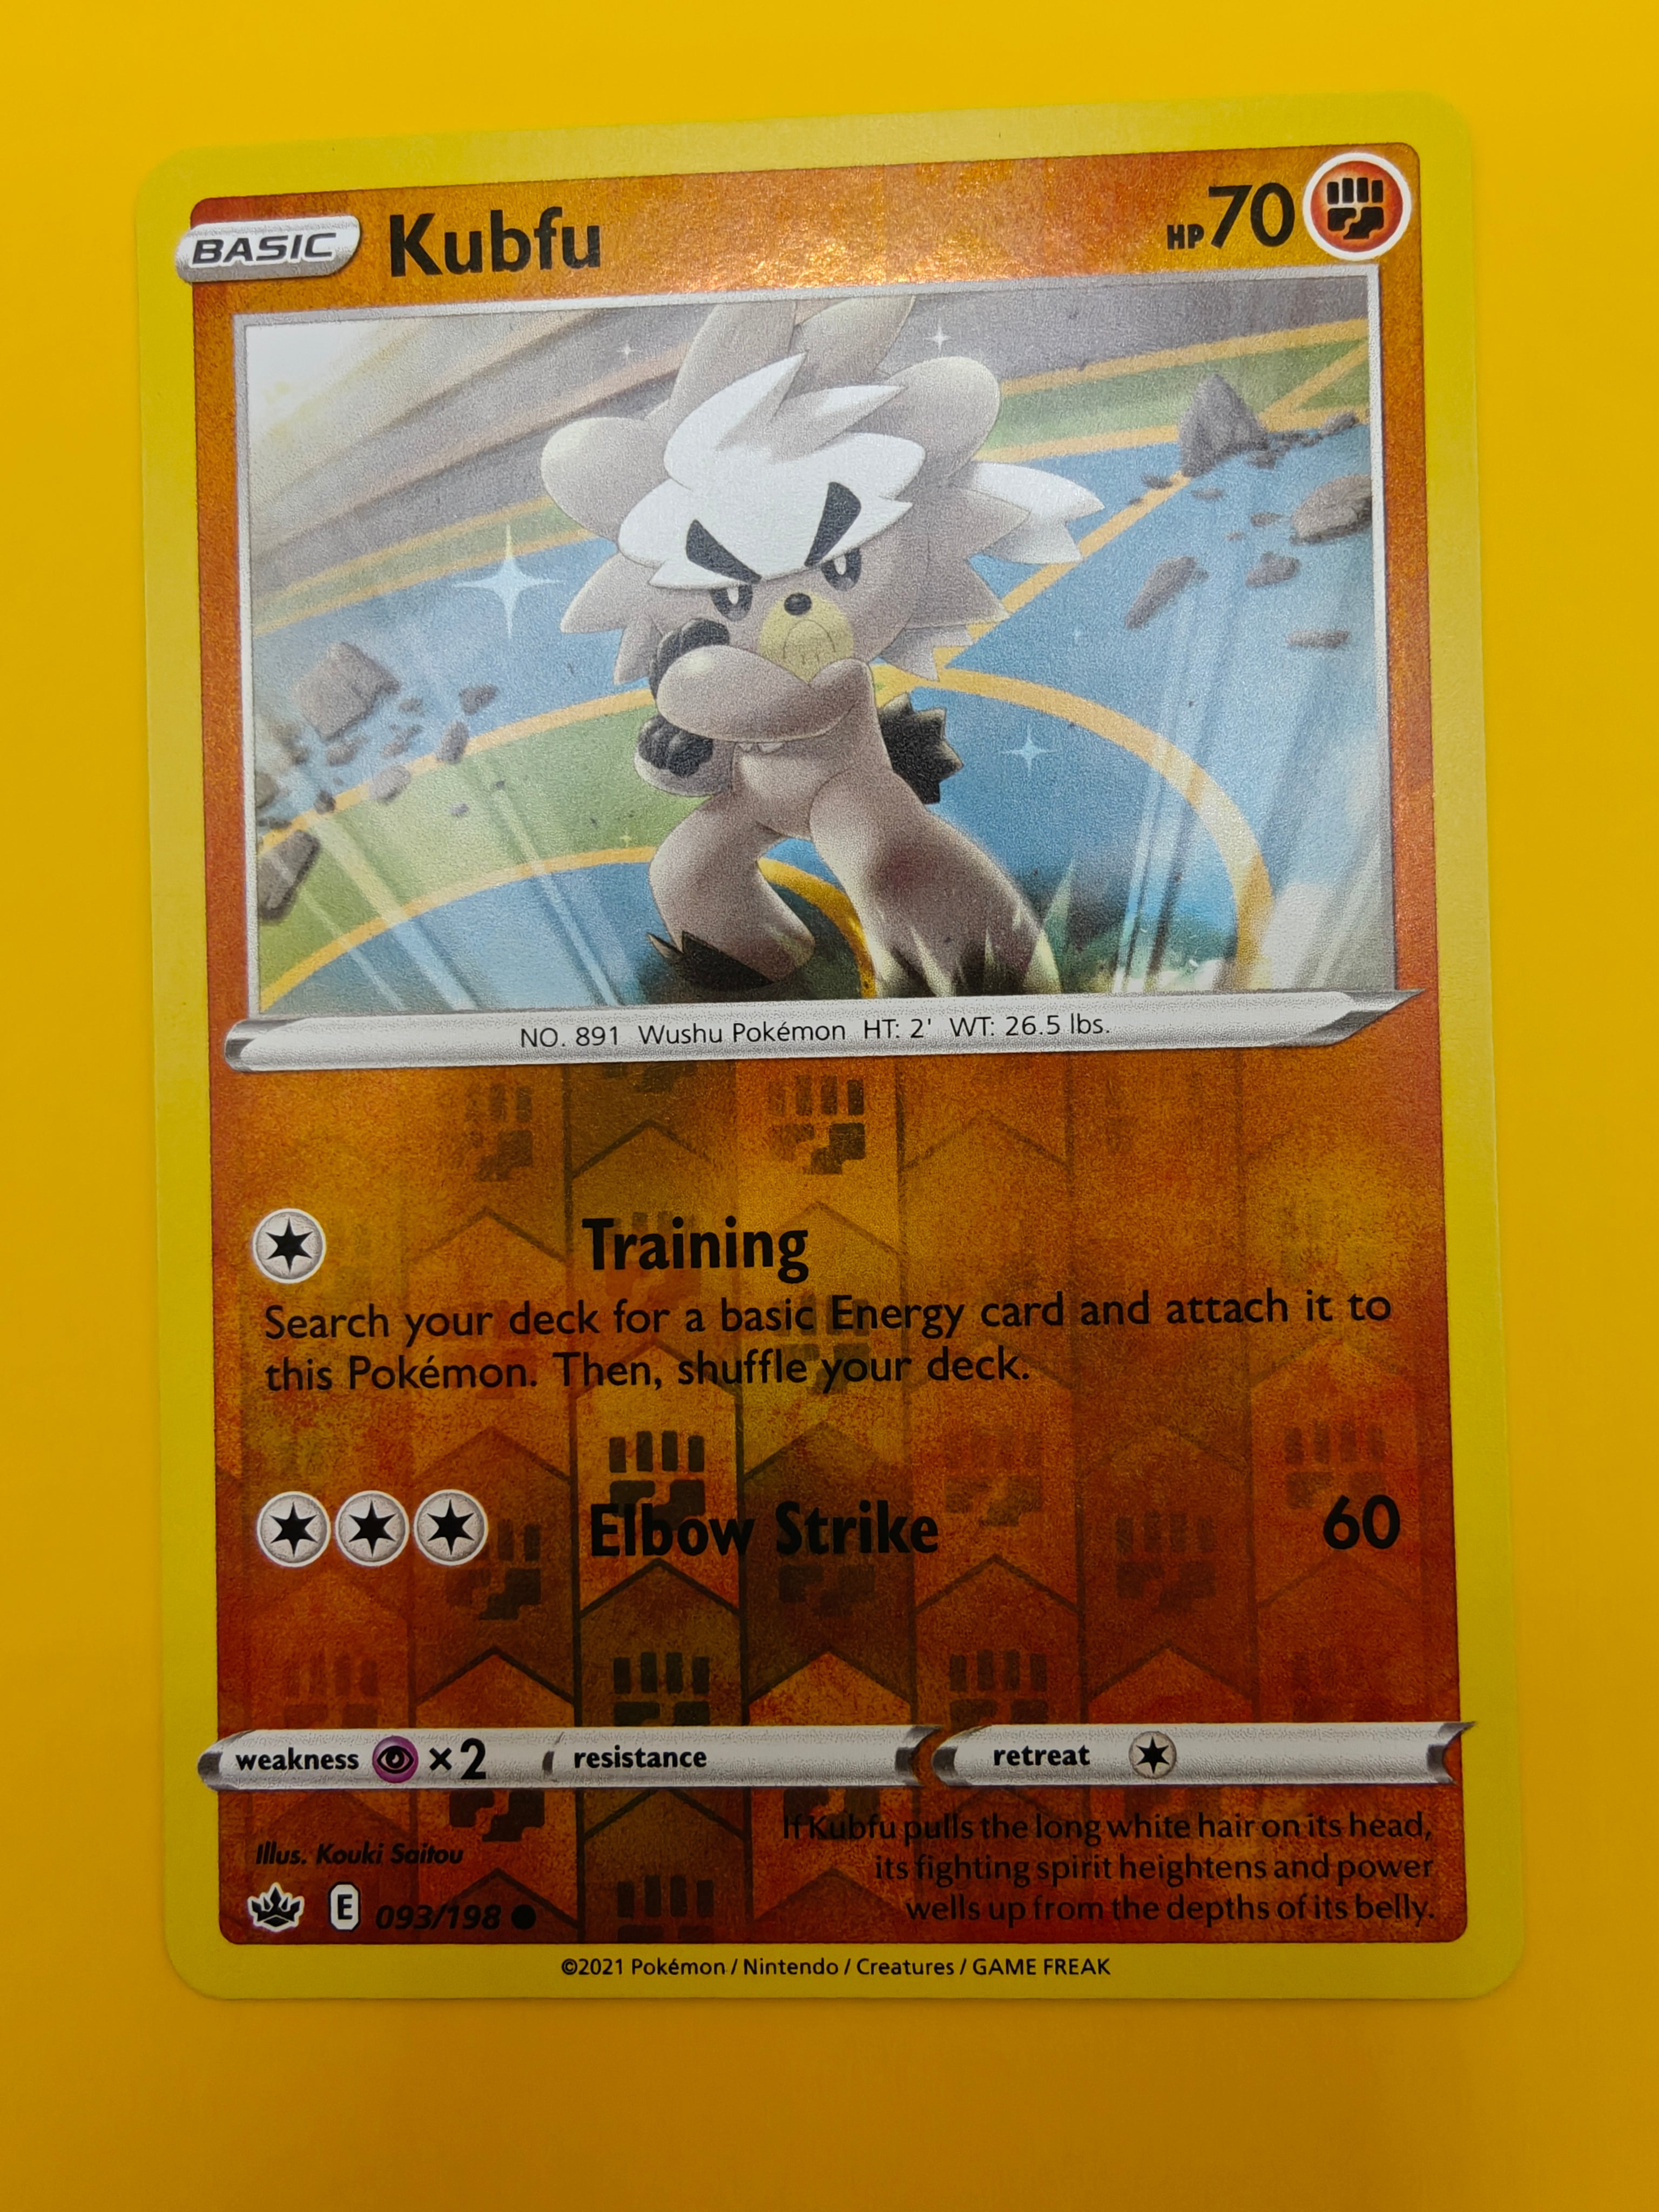 BASIC Kubfu HP 70
NO. 891 Wushu Pokémon HT: 2' WT: 26.5 lbs.
Training
Search your deck for a basic Energy card and attach it to
this Pokémon. Then, shuffle your deck.
Elbow Strike 60
weakness ×2 resistance retreat
If Kubfu pulls the long white hair on its head,
its fighting spirit heightens and power
wells up from the depths of its belly.
Illus. Kouki Saitou
E 093/198
©2021 Pokémon / Nintendo / Creatures / GAME FREAK